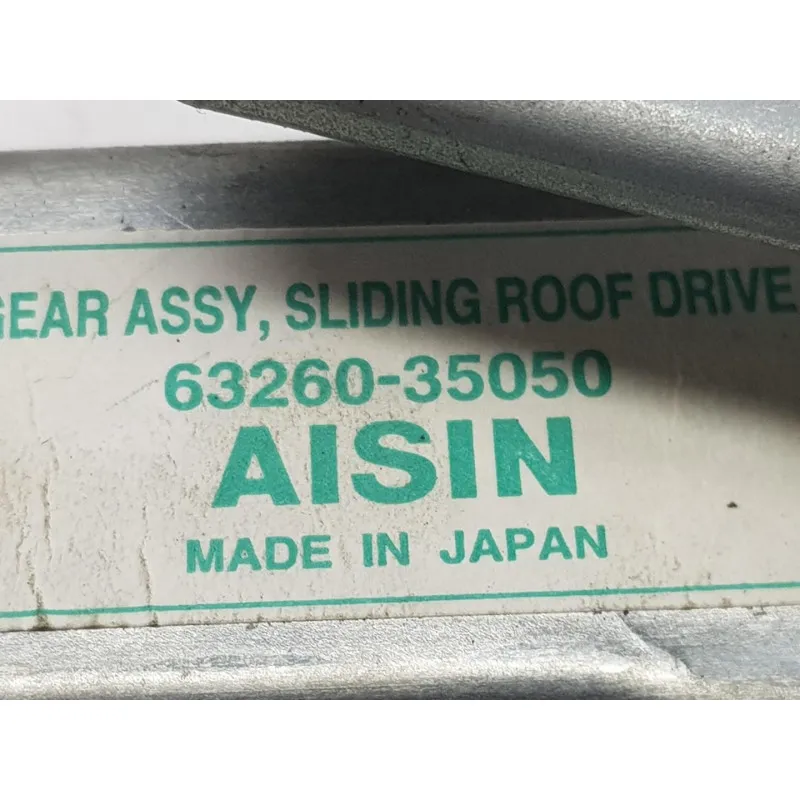 GEAR ASSY, SLIDING ROOF DRIVE
63260-35050
AISIN
MADE IN JAPAN